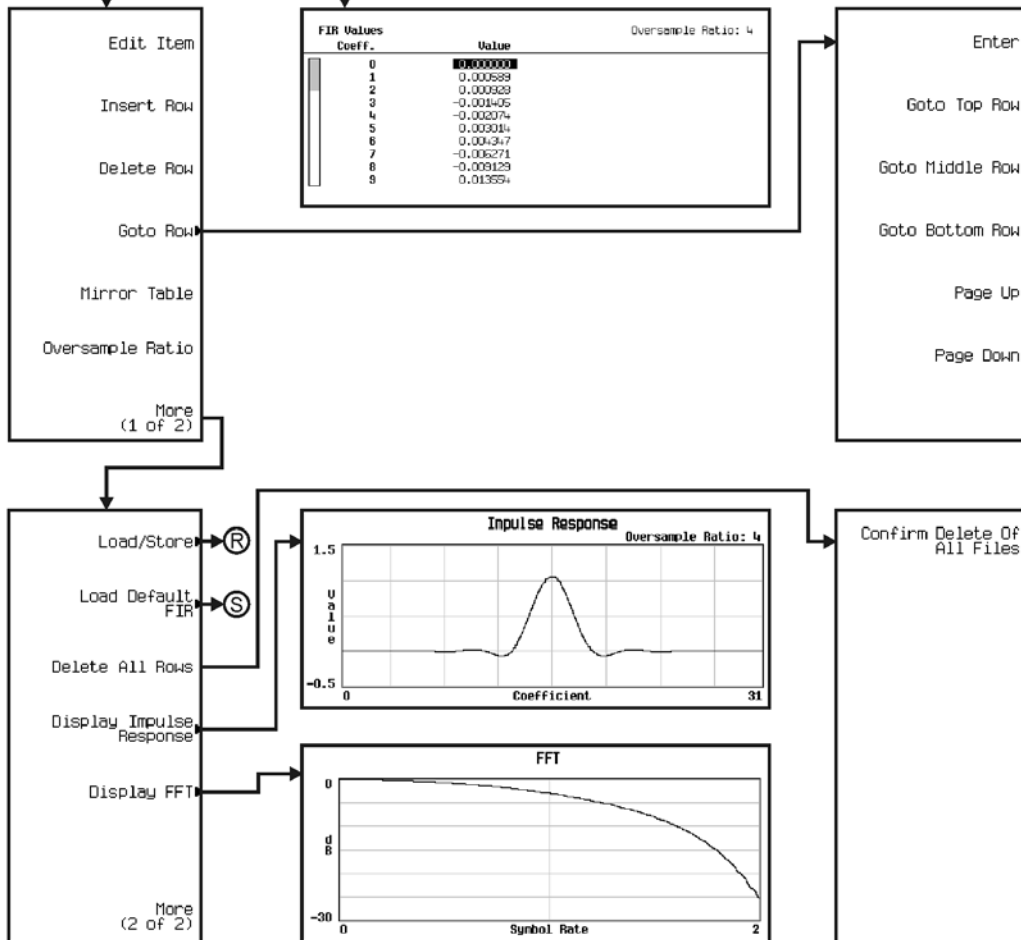 Edit Item
Insert Row
Delete Row
Goto Row
Mirror Table
Oversample Ratio
More
(1 of 2)
FIR Values
Oversample Ratio: 4
Coeff.
Value
0 0.000000
1 0.000589
2 0.000928
3 -0.001405
4 -0.002074
5 0.003014
6 0.004347
7 -0.006271
8 -0.009129
9 0.013554
Enter
Goto Top Row
Goto Middle Row
Goto Bottom Row
Page Up
Page Down
Load/Store
R
Load Default
FIR
S
Delete All Rows
Display Impulse
Response
Display FFT
More
(2 of 2)
Inpulse Response
Oversample Ratio: 4
1.5
Value
-0.5
0
Coefficient
31
FFT
0
dB
-30
0
Symbol Rate
2
Confirm Delete Of
All Files